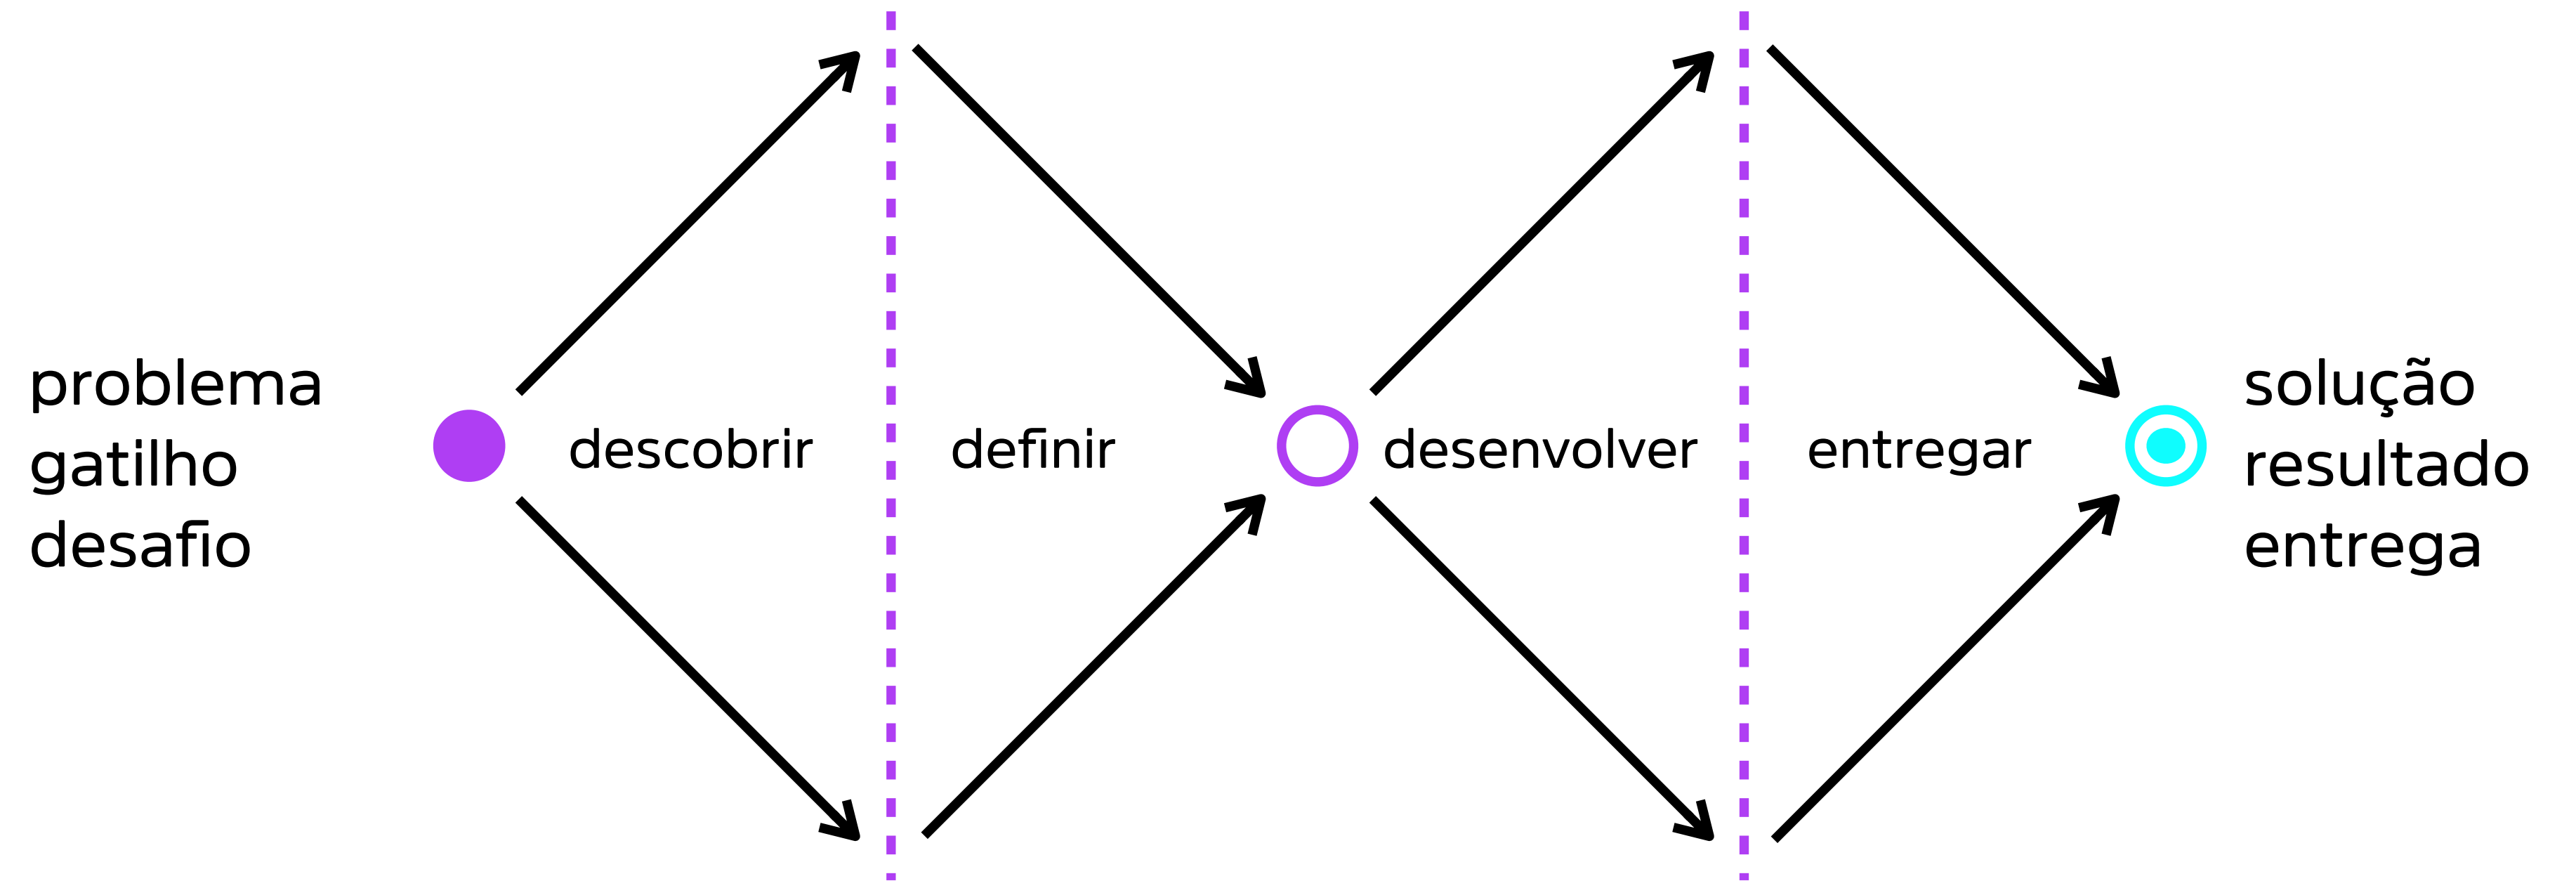 problema
gatilho
desafio
descobrir
definir
desenvolver
entregar
solução
resultado
entrega